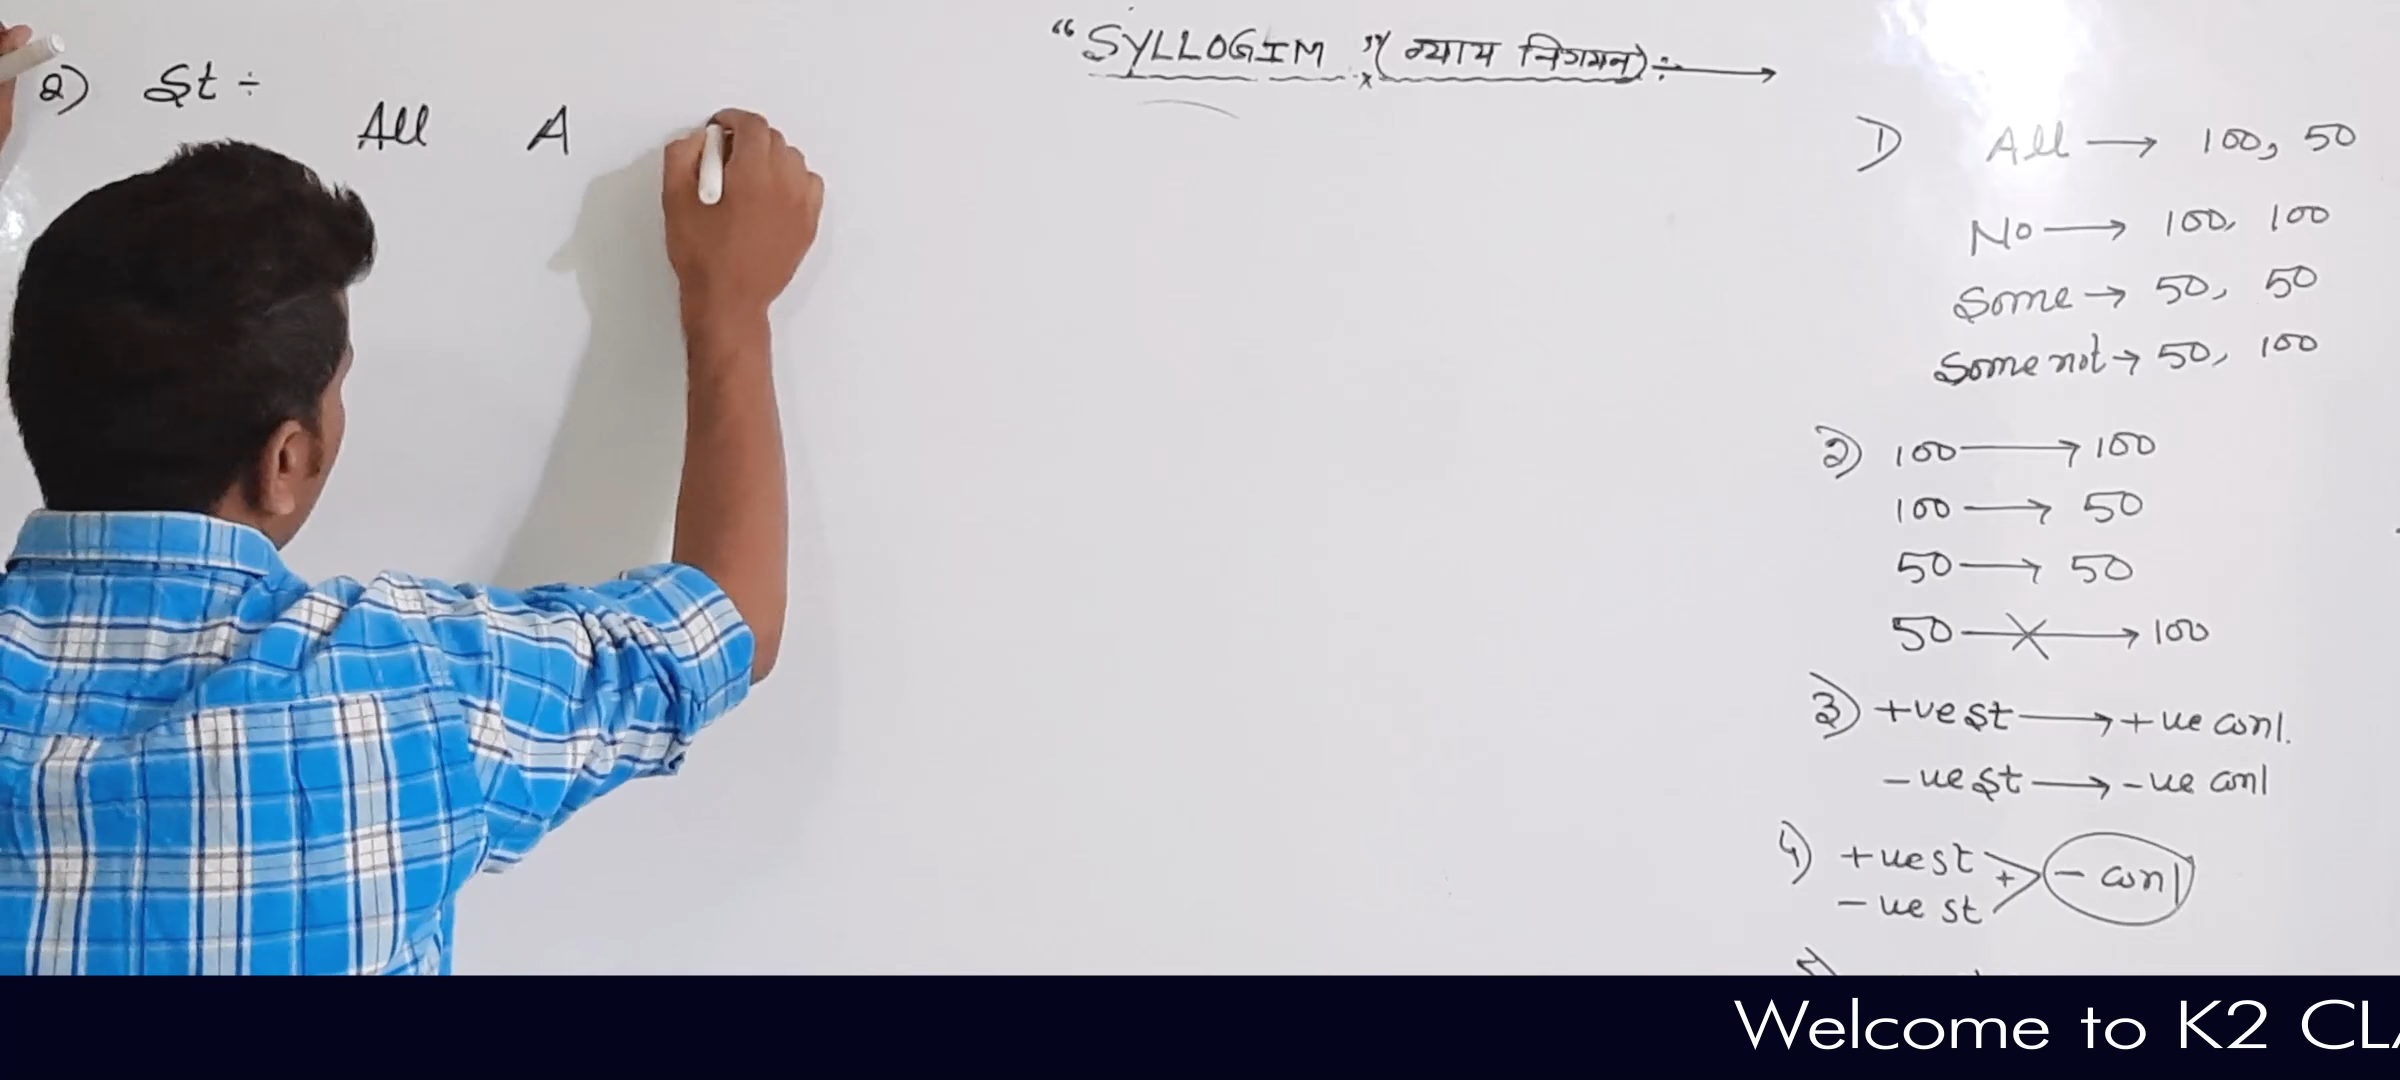 "SYLLOGIM" (न्याय निगमन) ÷ →
2) St ÷
All A
1) All → 100, 50
No → 100, 100
Some → 50, 50
Some not → 50, 100
2) 100 → 100
100 → 50
50 → 50
50 ✗→ 100
3) +ve st → +ve conl.
-ve st → -ve conl
4) +ve st
+ - conl
-ve st
Welcome to K2 CL